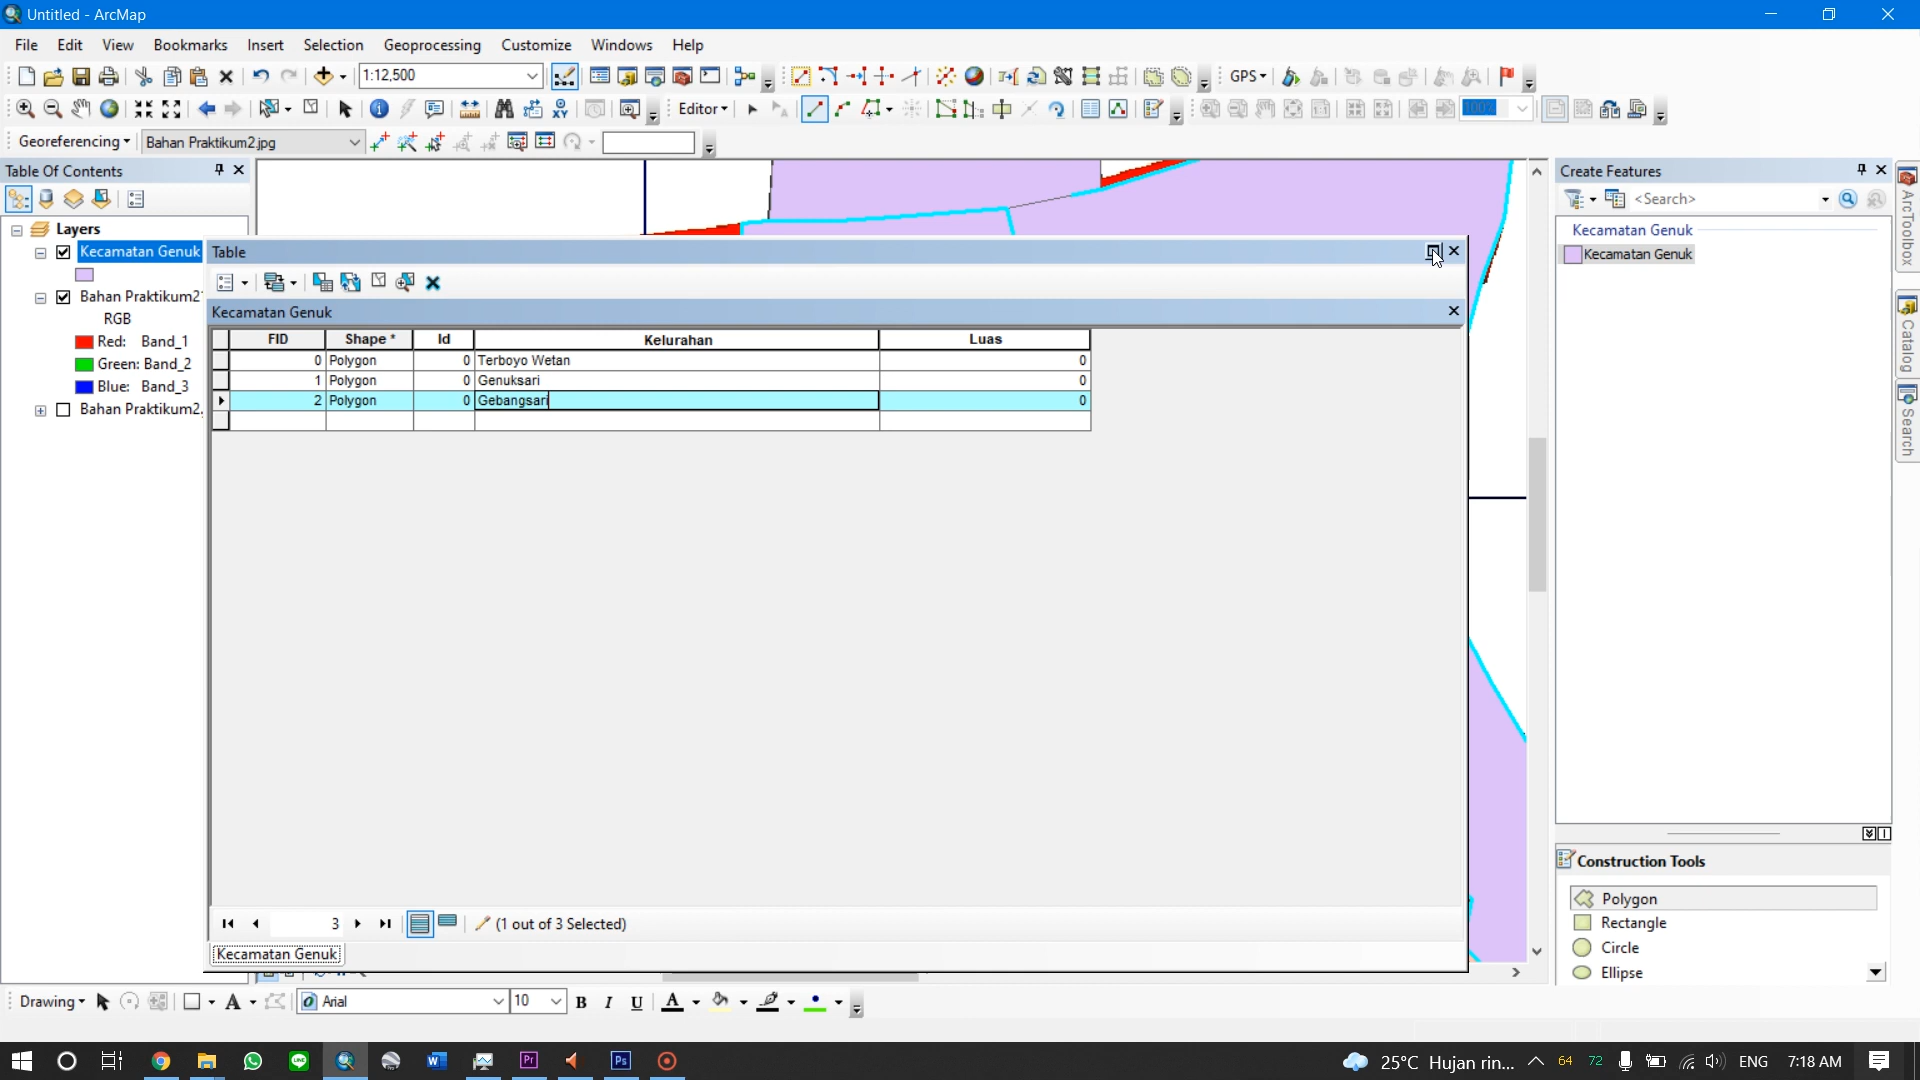 Untitled - ArcMap
File Edit View Bookmarks Insert Selection Geoprocessing Customize Windows Help
1:12,500
GPS
Editor
100%
Georeferencing
Bahan Praktikum2.jpg
Table Of Contents
Layers
Kecamatan Genuk
Bahan Praktikum2
RGB
Red: Band_1
Green: Band_2
Blue: Band_3
Bahan Praktikum2.
Table
Kecamatan Genuk
FID Shape * Id Kelurahan Luas
0 Polygon 0 Terboyo Wetan 0
1 Polygon 0 Genuksari 0
2 Polygon 0 Gebangsari 0
3
(1 out of 3 Selected)
Kecamatan Genuk
Create Features
<Search>
Kecamatan Genuk
Kecamatan Genuk
Construction Tools
Polygon
Rectangle
Circle
Ellipse
ArcToolbox
Catalog
Search
Drawing
A
Arial
10
B I U A
25°C Hujan rin...
64 72
ENG
7:18 AM